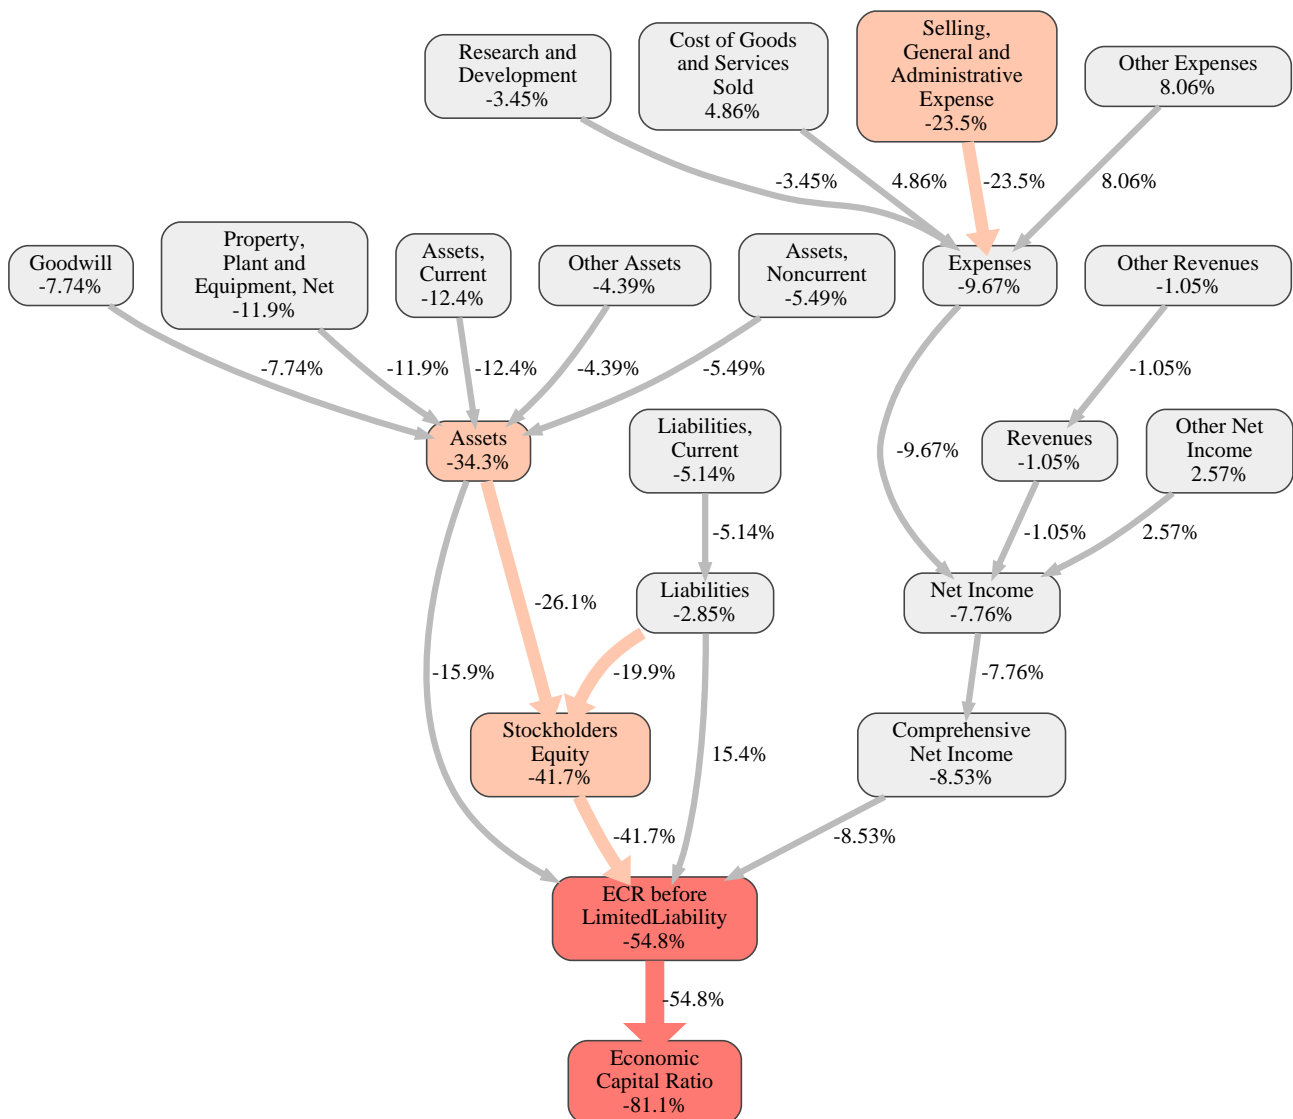 Research and
Development
-3.45%
Cost of Goods
and Services
Sold
4.86%
Selling,
General and
Administrative
Expense
-23.5%
Other Expenses
8.06%
-3.45%
4.86%
-23.5%
8.06%
Goodwill
-7.74%
Property,
Plant and
Equipment, Net
-11.9%
Assets,
Current
-12.4%
Other Assets
-4.39%
Assets,
Noncurrent
-5.49%
Expenses
-9.67%
Other Revenues
-1.05%
-7.74%
-11.9%
-12.4%
-4.39%
-5.49%
-1.05%
Assets
-34.3%
Liabilities,
Current
-5.14%
-9.67%
Revenues
-1.05%
Other Net
Income
2.57%
-5.14%
-1.05%
2.57%
-26.1%
Liabilities
-2.85%
Net Income
-7.76%
-15.9%
-19.9%
-7.76%
Stockholders
Equity
-41.7%
15.4%
Comprehensive
Net Income
-8.53%
-41.7%
-8.53%
ECR before
LimitedLiability
-54.8%
-54.8%
Economic
Capital Ratio
-81.1%